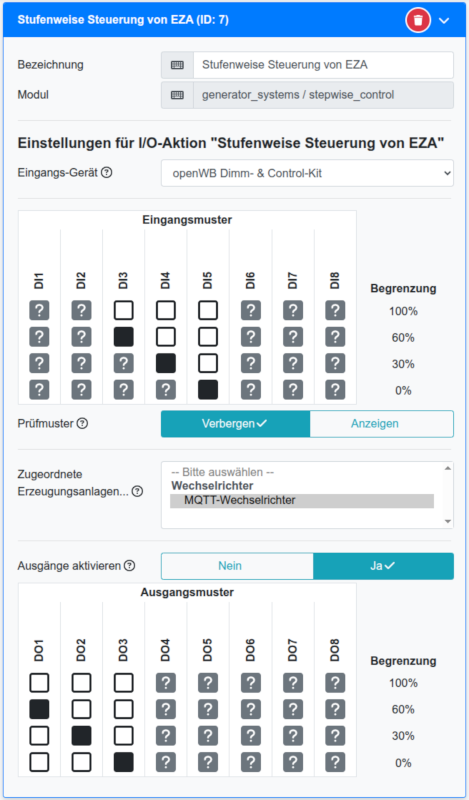 Stufenweise Steuerung von EZA (ID: 7)
Bezeichnung
Stufenweise Steuerung von EZA
Modul
generator_systems / stepwise_control
Einstellungen für I/O-Aktion "Stufenweise Steuerung von EZA"
Eingangs-Gerät ?
openWB Dimm- & Control-Kit
Eingangsmuster
DI1 DI2 DI3 DI4 DI5 DI6 DI7 DI8 Begrenzung
? ? ? ? ? 100%
? ? ? ? ? 60%
? ? ? ? ? ? 30%
? ? ? ? ? ? ? 0%
Prüfmuster ?
Verbergen
Anzeigen
Zugeordnete
Erzeugungsanlagen... ?
-- Bitte auswählen --
Wechselrichter
MQTT-Wechselrichter
Ausgänge aktivieren ?
Nein
Ja
Ausgangsmuster
DO1 DO2 DO3 DO4 DO5 DO6 DO7 DO8 Begrenzung
? ? ? ? ? 100%
? ? ? ? ? 60%
? ? ? ? ? 30%
? ? ? ? ? 0%